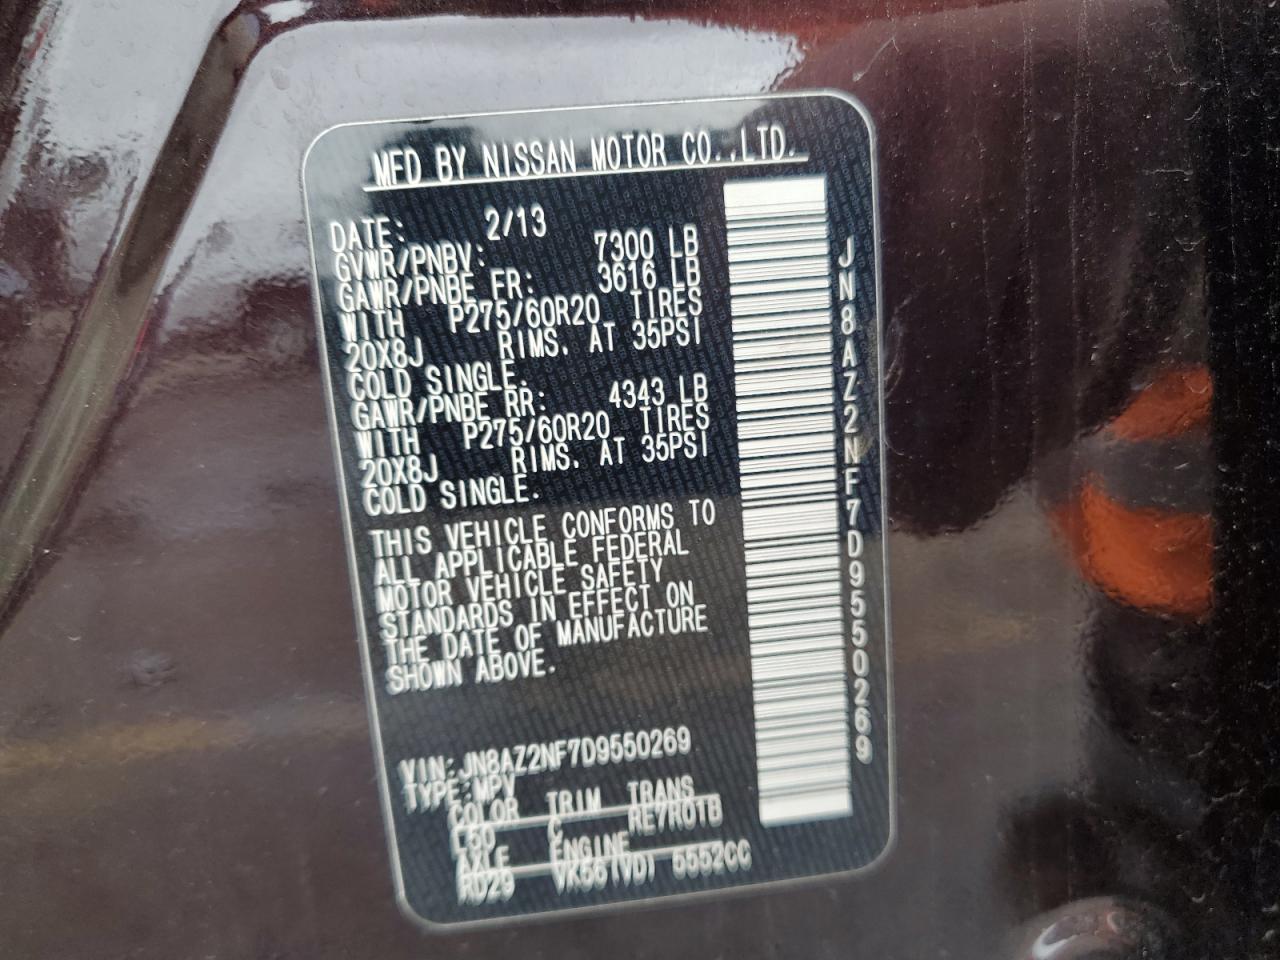 MFD BY NISSAN MOTOR CO.,LTD.
DATE: 2/13
GVWR/PNBV: 7300 LB
GAWR/PNBE FR: 3616 LB
WITH P275/60R20 TIRES
20X8J RIMS. AT 35PSI
COLD SINGLE.
GAWR/PNBE RR: 4343 LB
WITH P275/60R20 TIRES
20X8J RIMS. AT 35PSI
COLD SINGLE.
THIS VEHICLE CONFORMS TO
ALL APPLICABLE FEDERAL
MOTOR VEHICLE SAFETY
STANDARDS IN EFFECT ON
THE DATE OF MANUFACTURE
SHOWN ABOVE.
VIN:JN8AZ2NF7D9550269
TYPE:MPV
COLOR TRIM TRANS
L50 C RE7R01B
AXLE ENGINE
RD29 VK56(VD) 5552CC
JN8AZ2NF7D9550269